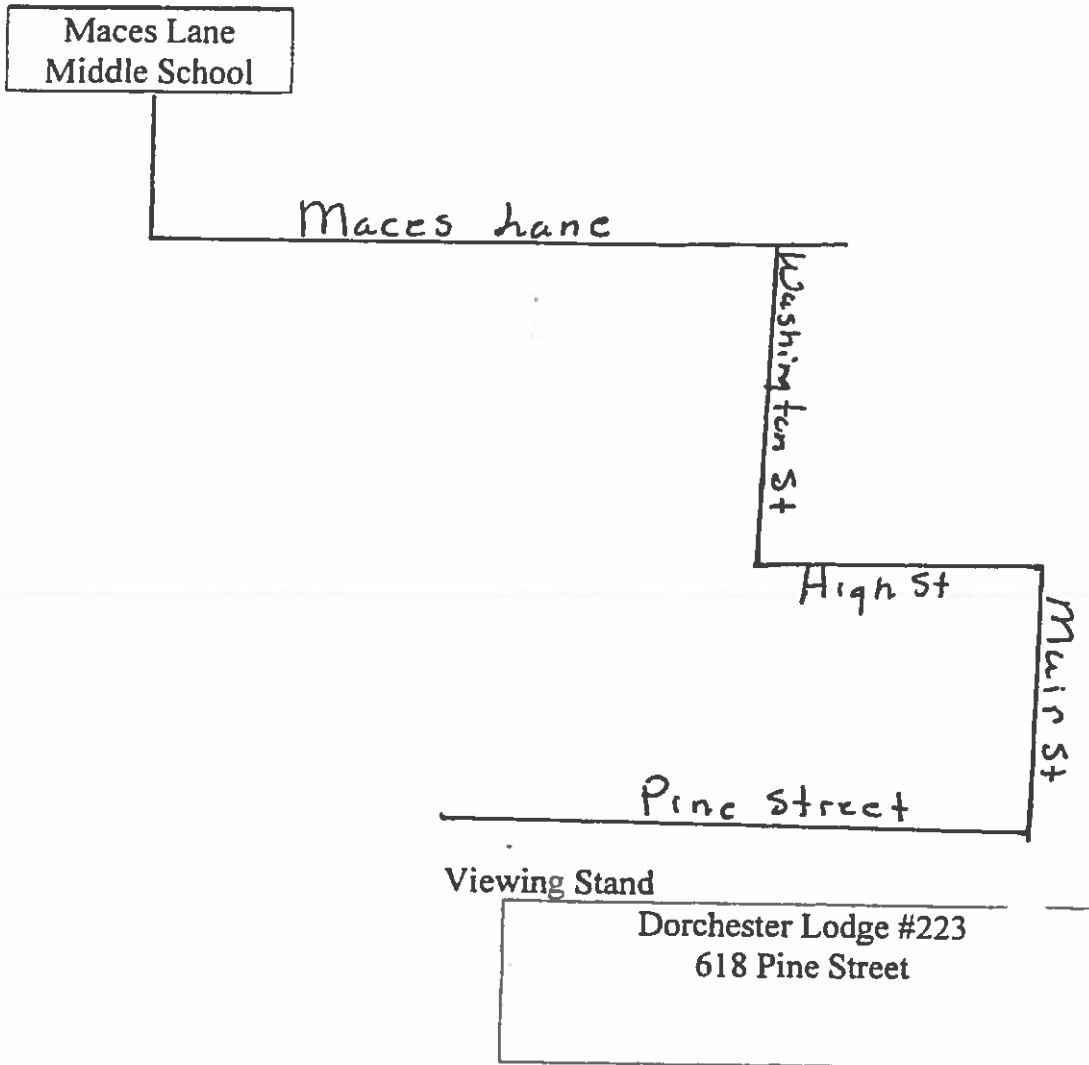 Maces Lane
Middle School
Maces Lane
Washington St
High St
Muir St
Pine Street
Viewing Stand
Dorchester Lodge #223
618 Pine Street